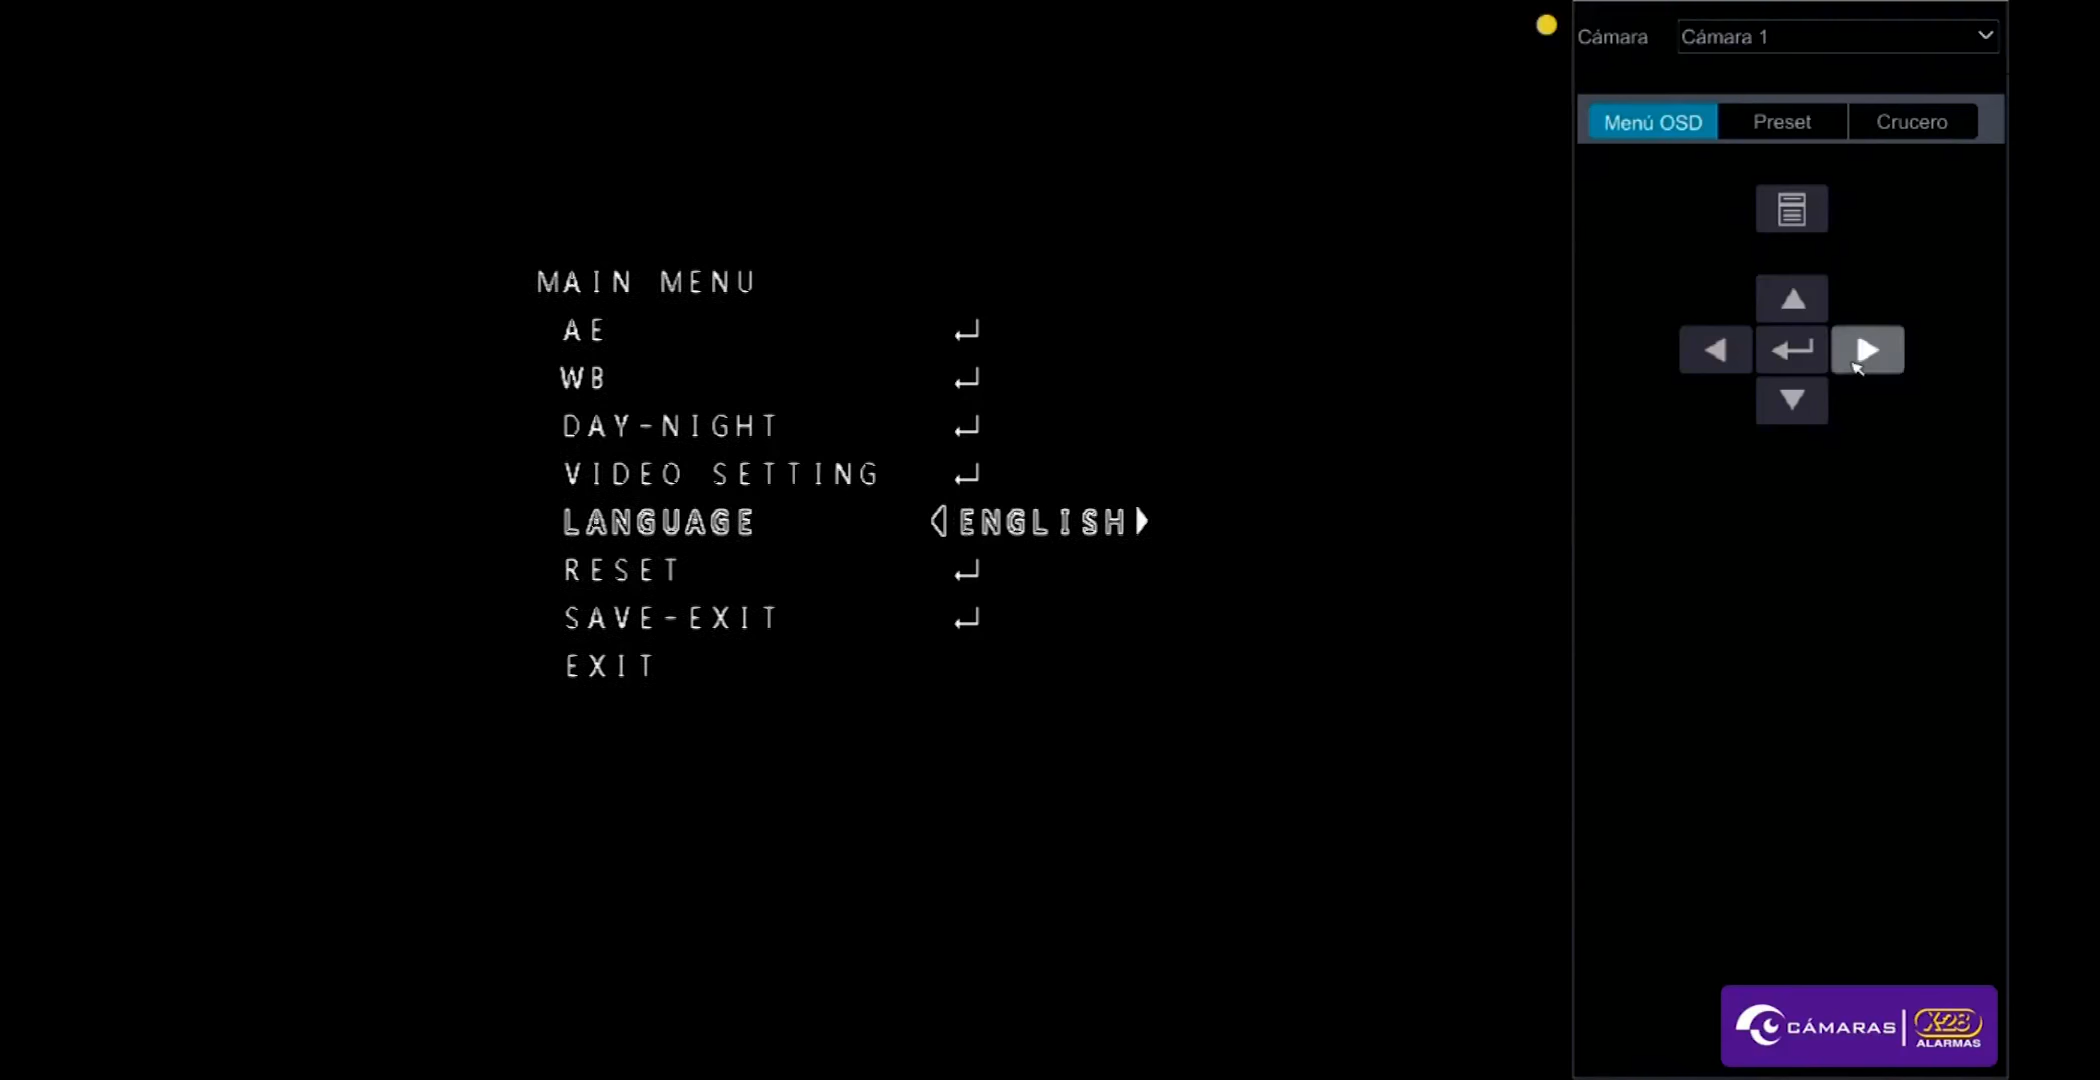 Cámara Cámara 1
Menú OSD Preset Crucero
MAIN MENU
AE
WB
DAY-NIGHT
VIDEO SETTING
LANGUAGE ENGLISH
RESET
SAVE-EXIT
EXIT
CÁMARAS X-28
ALARMAS